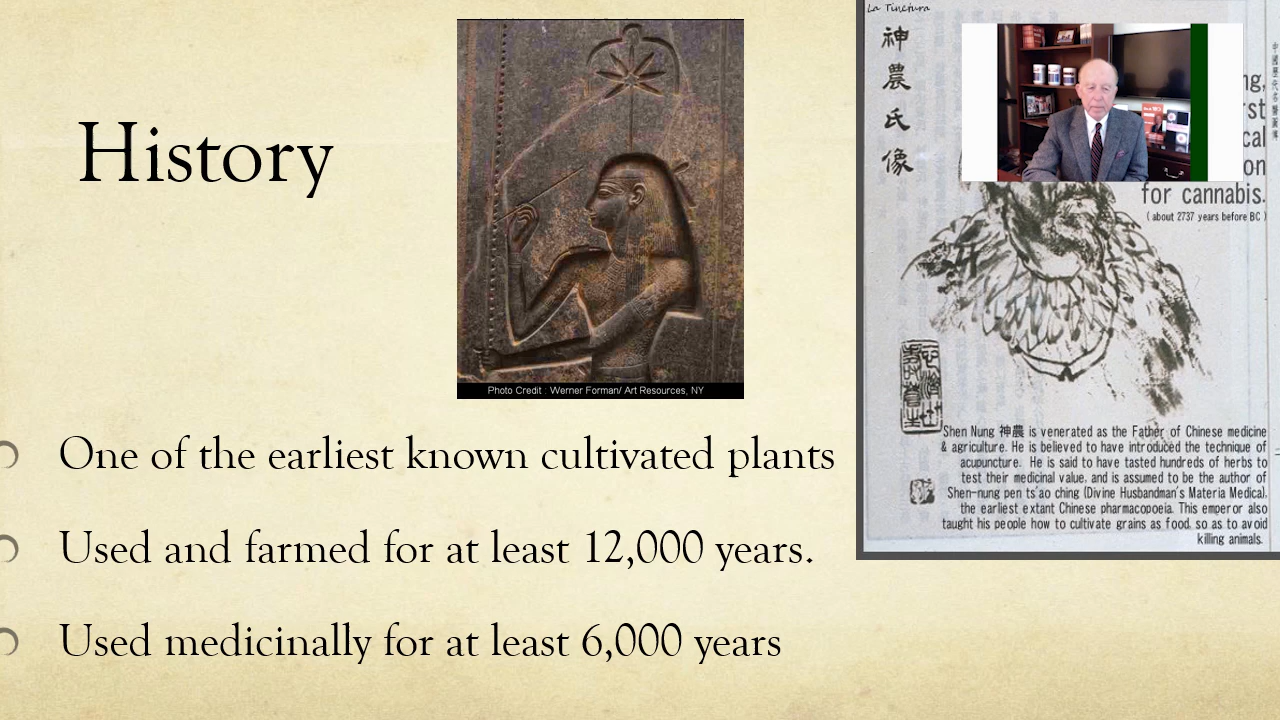 History
Photo Credit : Werner Forman/ Art Resources, NY
One of the earliest known cultivated plants
Used and farmed for at least 12,000 years.
Used medicinally for at least 6,000 years
La Tinctura
神農氏像
for cannabis.
( about 2737 years before BC )
Shen Nung 神農 is venerated as the Father of Chinese medicine
& agriculture. He is believed to have introduced the technique of
acupuncture. He is said to have tasted hundreds of herbs to
test their medicinal value, and is assumed to be the author of
Shen-nung pen ts'ao ching (Divine Husbandman's Materia Medica),
the earliest extant Chinese pharmacopoeia. This emperor also
taught his people how to cultivate grains as food, so as to avoid
killing animals.